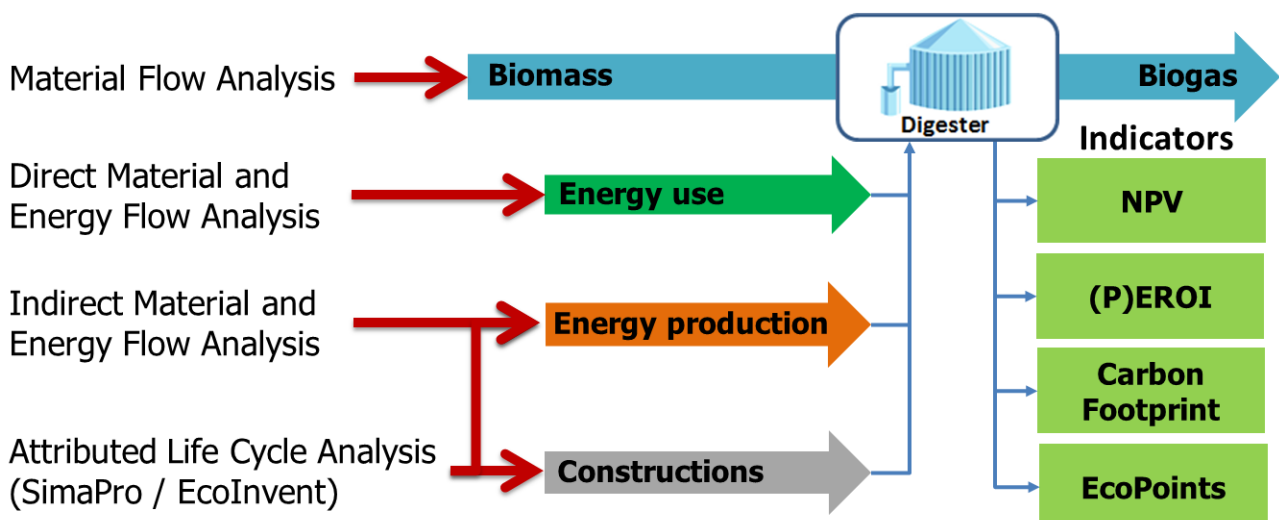 Material Flow Analysis
Biomass
Digester
Biogas
Indicators
Direct Material and
Energy Flow Analysis
Energy use
NPV
Indirect Material and
Energy Flow Analysis
Energy production
(P)EROI
Carbon
Footprint
Attributed Life Cycle Analysis
(SimaPro / EcoInvent)
Constructions
EcoPoints